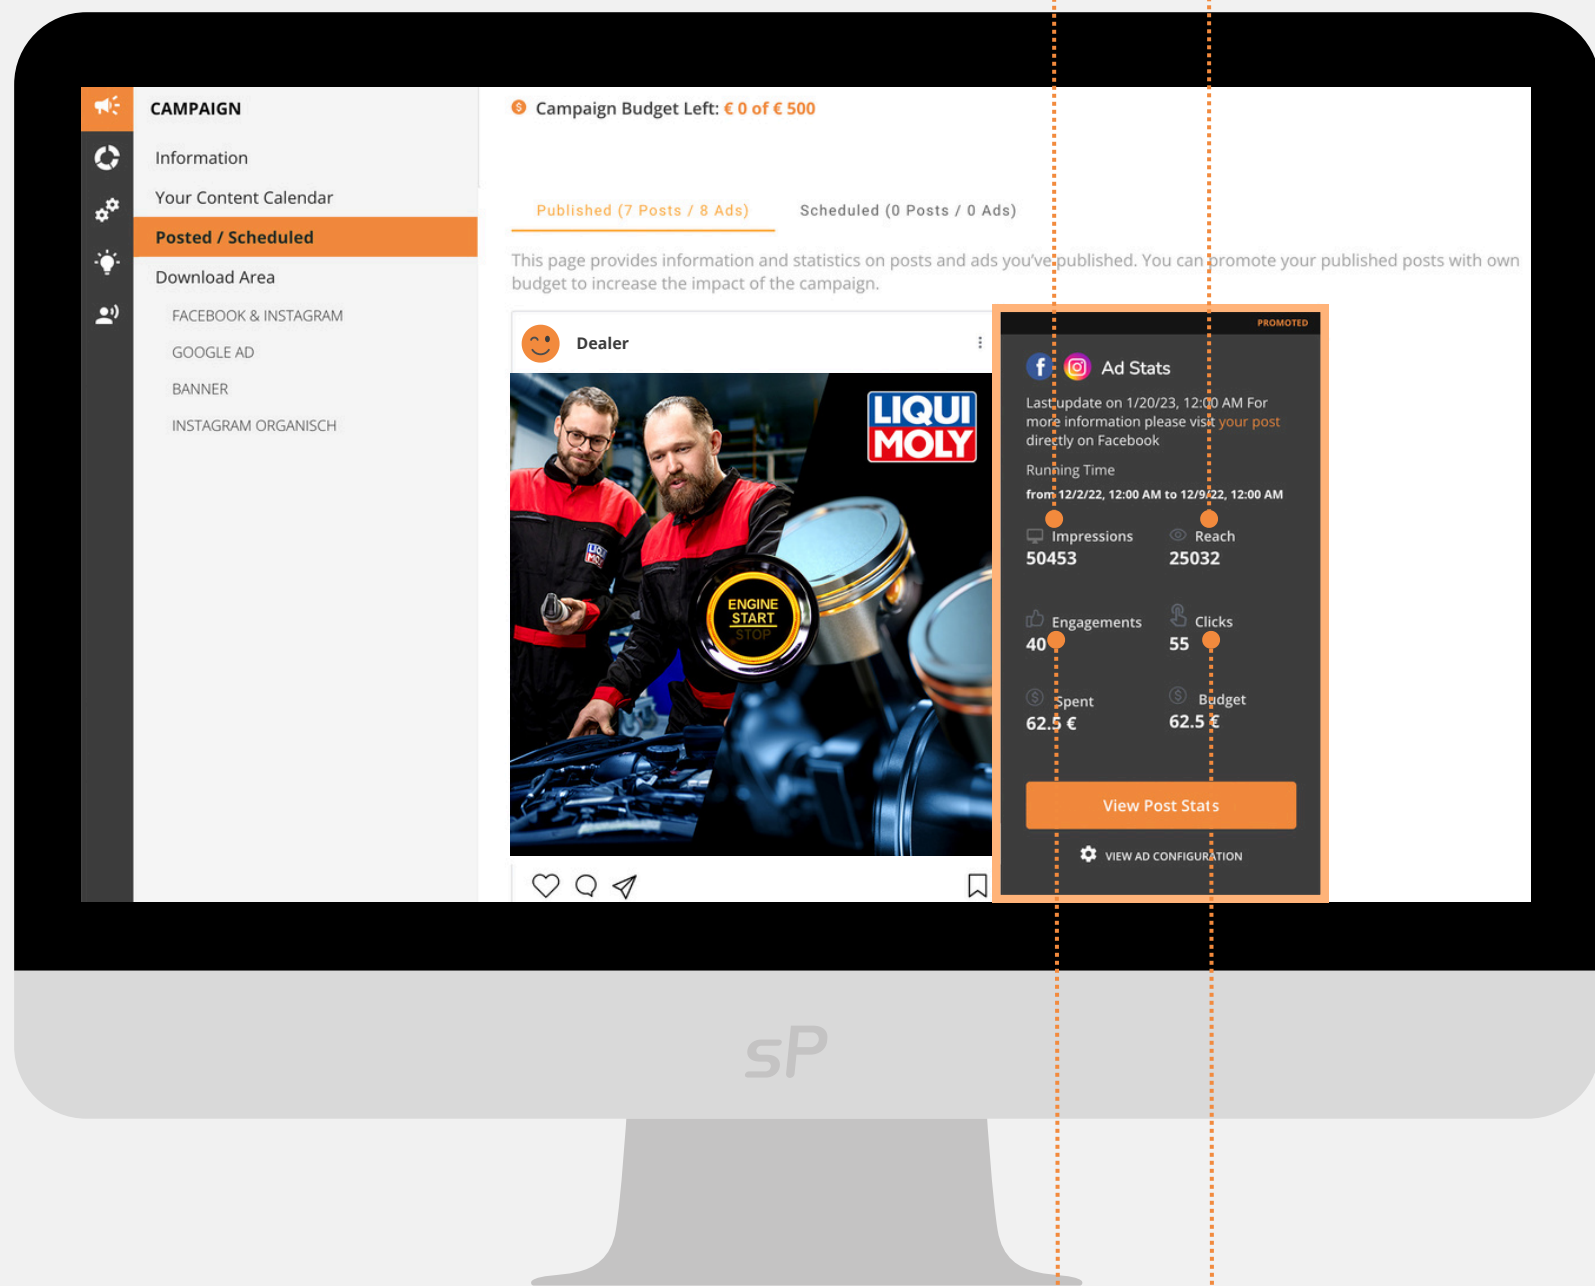 CAMPAIGN
Information
Your Content Calendar
Posted / Scheduled
Download Area
FACEBOOK & INSTAGRAM
GOOGLE AD
BANNER
INSTAGRAM ORGANISCH
Campaign Budget Left: € 0 of € 500
Published (7 Posts / 8 Ads)
Scheduled (0 Posts / 0 Ads)
This page provides information and statistics on posts and ads you've published. You can promote your published posts with own
budget to increase the impact of the campaign.
Dealer
LIQUI
MOLY
LIQUI
MOLY
ENGINE
START
STOP
PROMOTED
Ad Stats
Last update on 1/20/23, 12:00 AM For
more information please visit your post
directly on Facebook
Running Time
from 12/2/22, 12:00 AM to 12/9/22, 12:00 AM
Impressions
50453
Reach
25032
Engagements
40
Clicks
55
Spent
62.5 €
Budget
62.5 €
View Post Stats
VIEW AD CONFIGURATION
sP